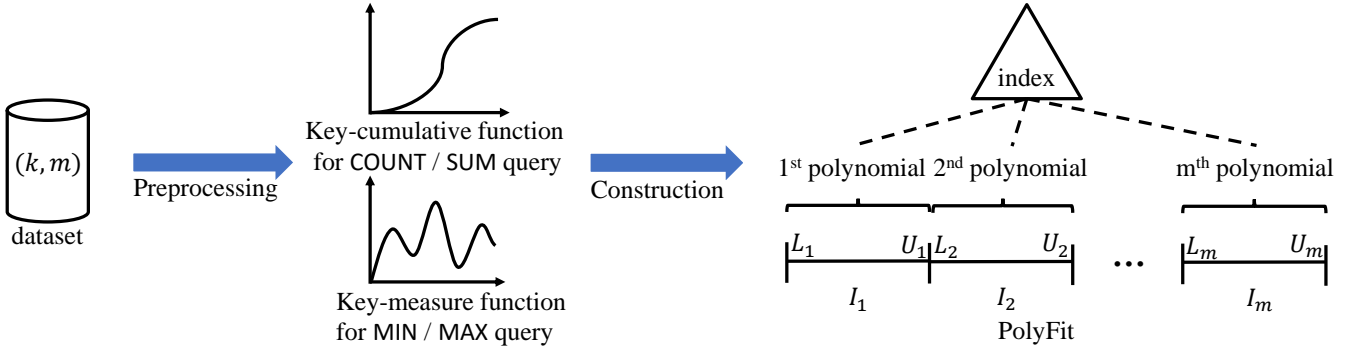 (k, m)
dataset
Preprocessing
Key-cumulative function
for COUNT / SUM query
Key-measure function
for MIN / MAX query
Construction
index
1st polynomial 2nd polynomial mth polynomial
L1 U1 L2 U2 ... Lm Um
I1 I2 Im
PolyFit